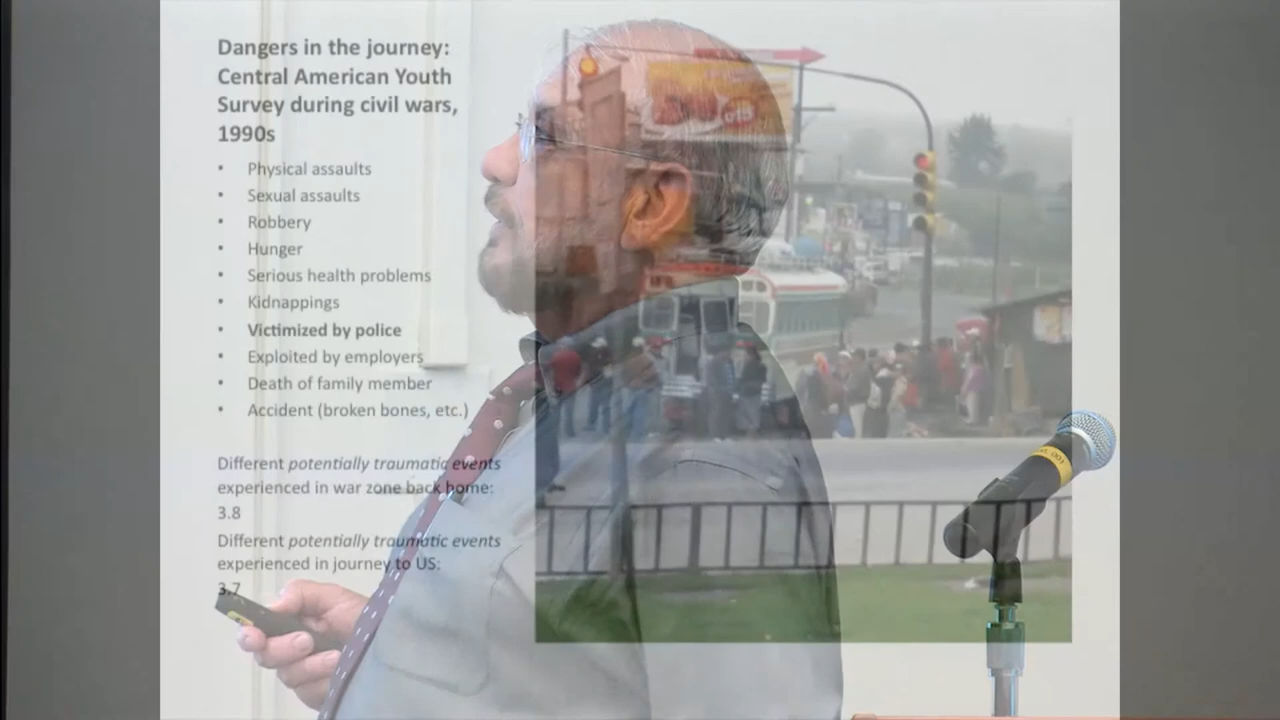 Dangers in the journey:
Central American Youth
Survey during civil wars,
1990s
• Physical assaults
• Sexual assaults
• Robbery
• Hunger
• Serious health problems
• Kidnappings
• Victimized by police
• Exploited by employers
• Death of family member
• Accident (broken bones, etc.)
Different potentially traumatic events
experienced in war zone back home:
3.8
Different potentially traumatic events
experienced in journey to US:
3.7